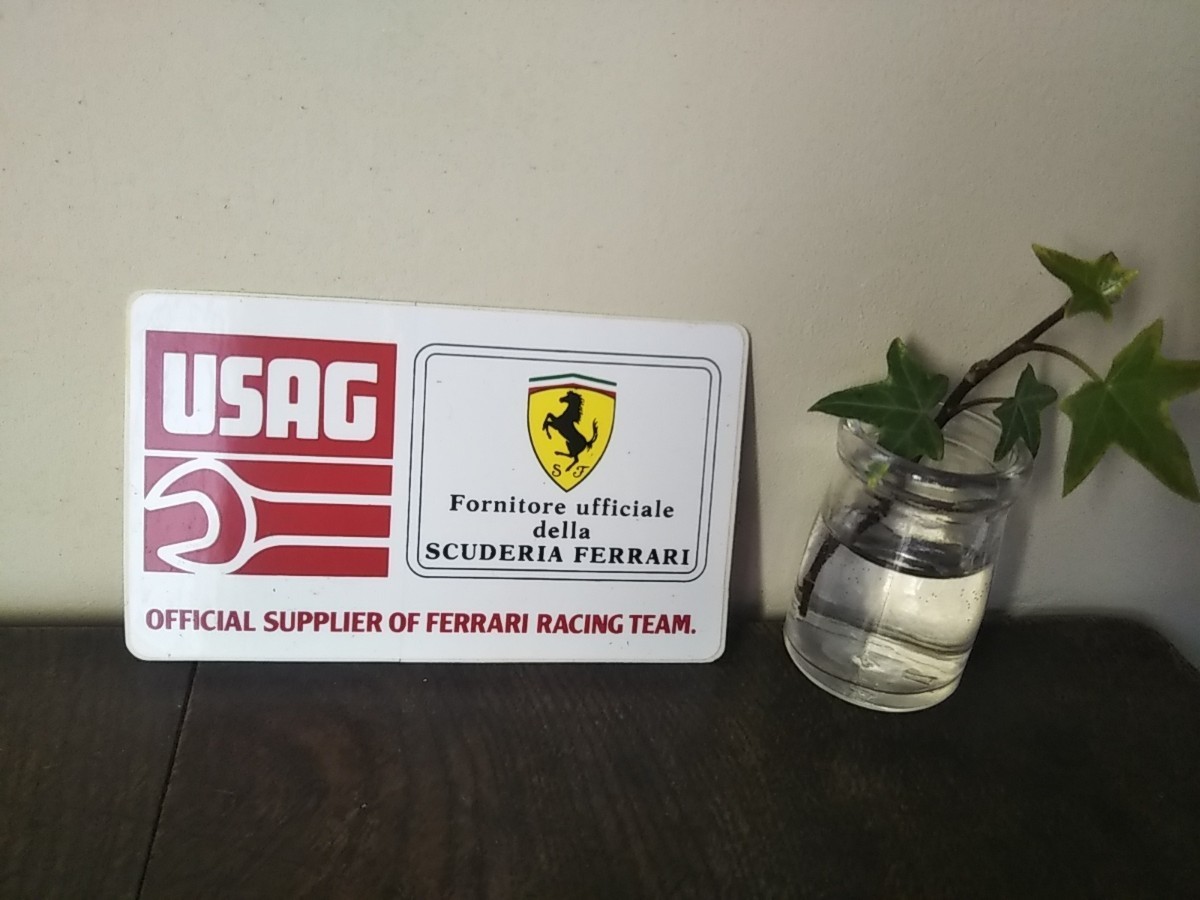 USAG
S F
Fornitore ufficiale
della
SCUDERIA FERRARI
OFFICIAL SUPPLIER OF FERRARI RACING TEAM.